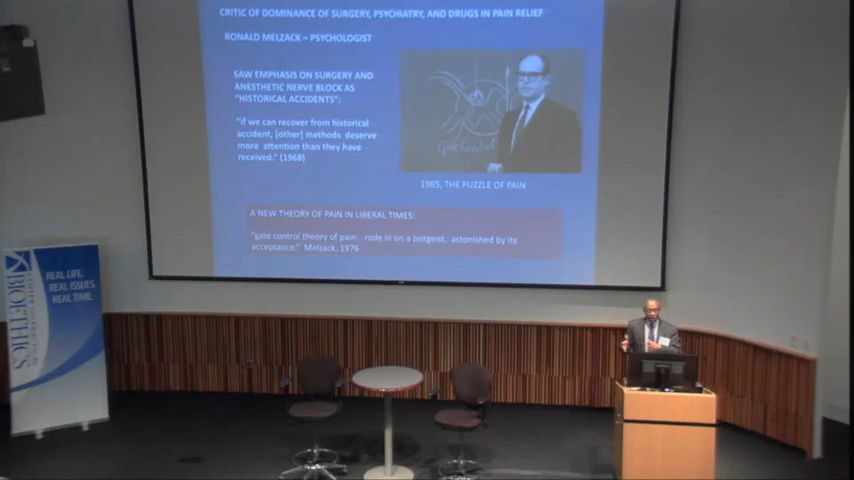 CRITIC OF DOMINANCE OF SURGERY, PSYCHIATRY, AND DRUGS IN PAIN RELIEF
RONALD MELZACK – PSYCHOLOGIST
SAW EMPHASIS ON SURGERY AND
ANESTHETIC NERVE BLOCK AS
"HISTORICAL ACCIDENTS":
"if we can recover from historical
accident, [other] methods deserve
more attention than they have
received." (1968)
Gate Control
1965, THE PUZZLE OF PAIN
A NEW THEORY OF PAIN IN LIBERAL TIMES:
"gate control theory of pain.. rode in on a zeitgeist, astonished by its
acceptance." Melzack, 1976
REAL LIFE.
REAL ISSUES.
REAL TIME.
BIOETHICS